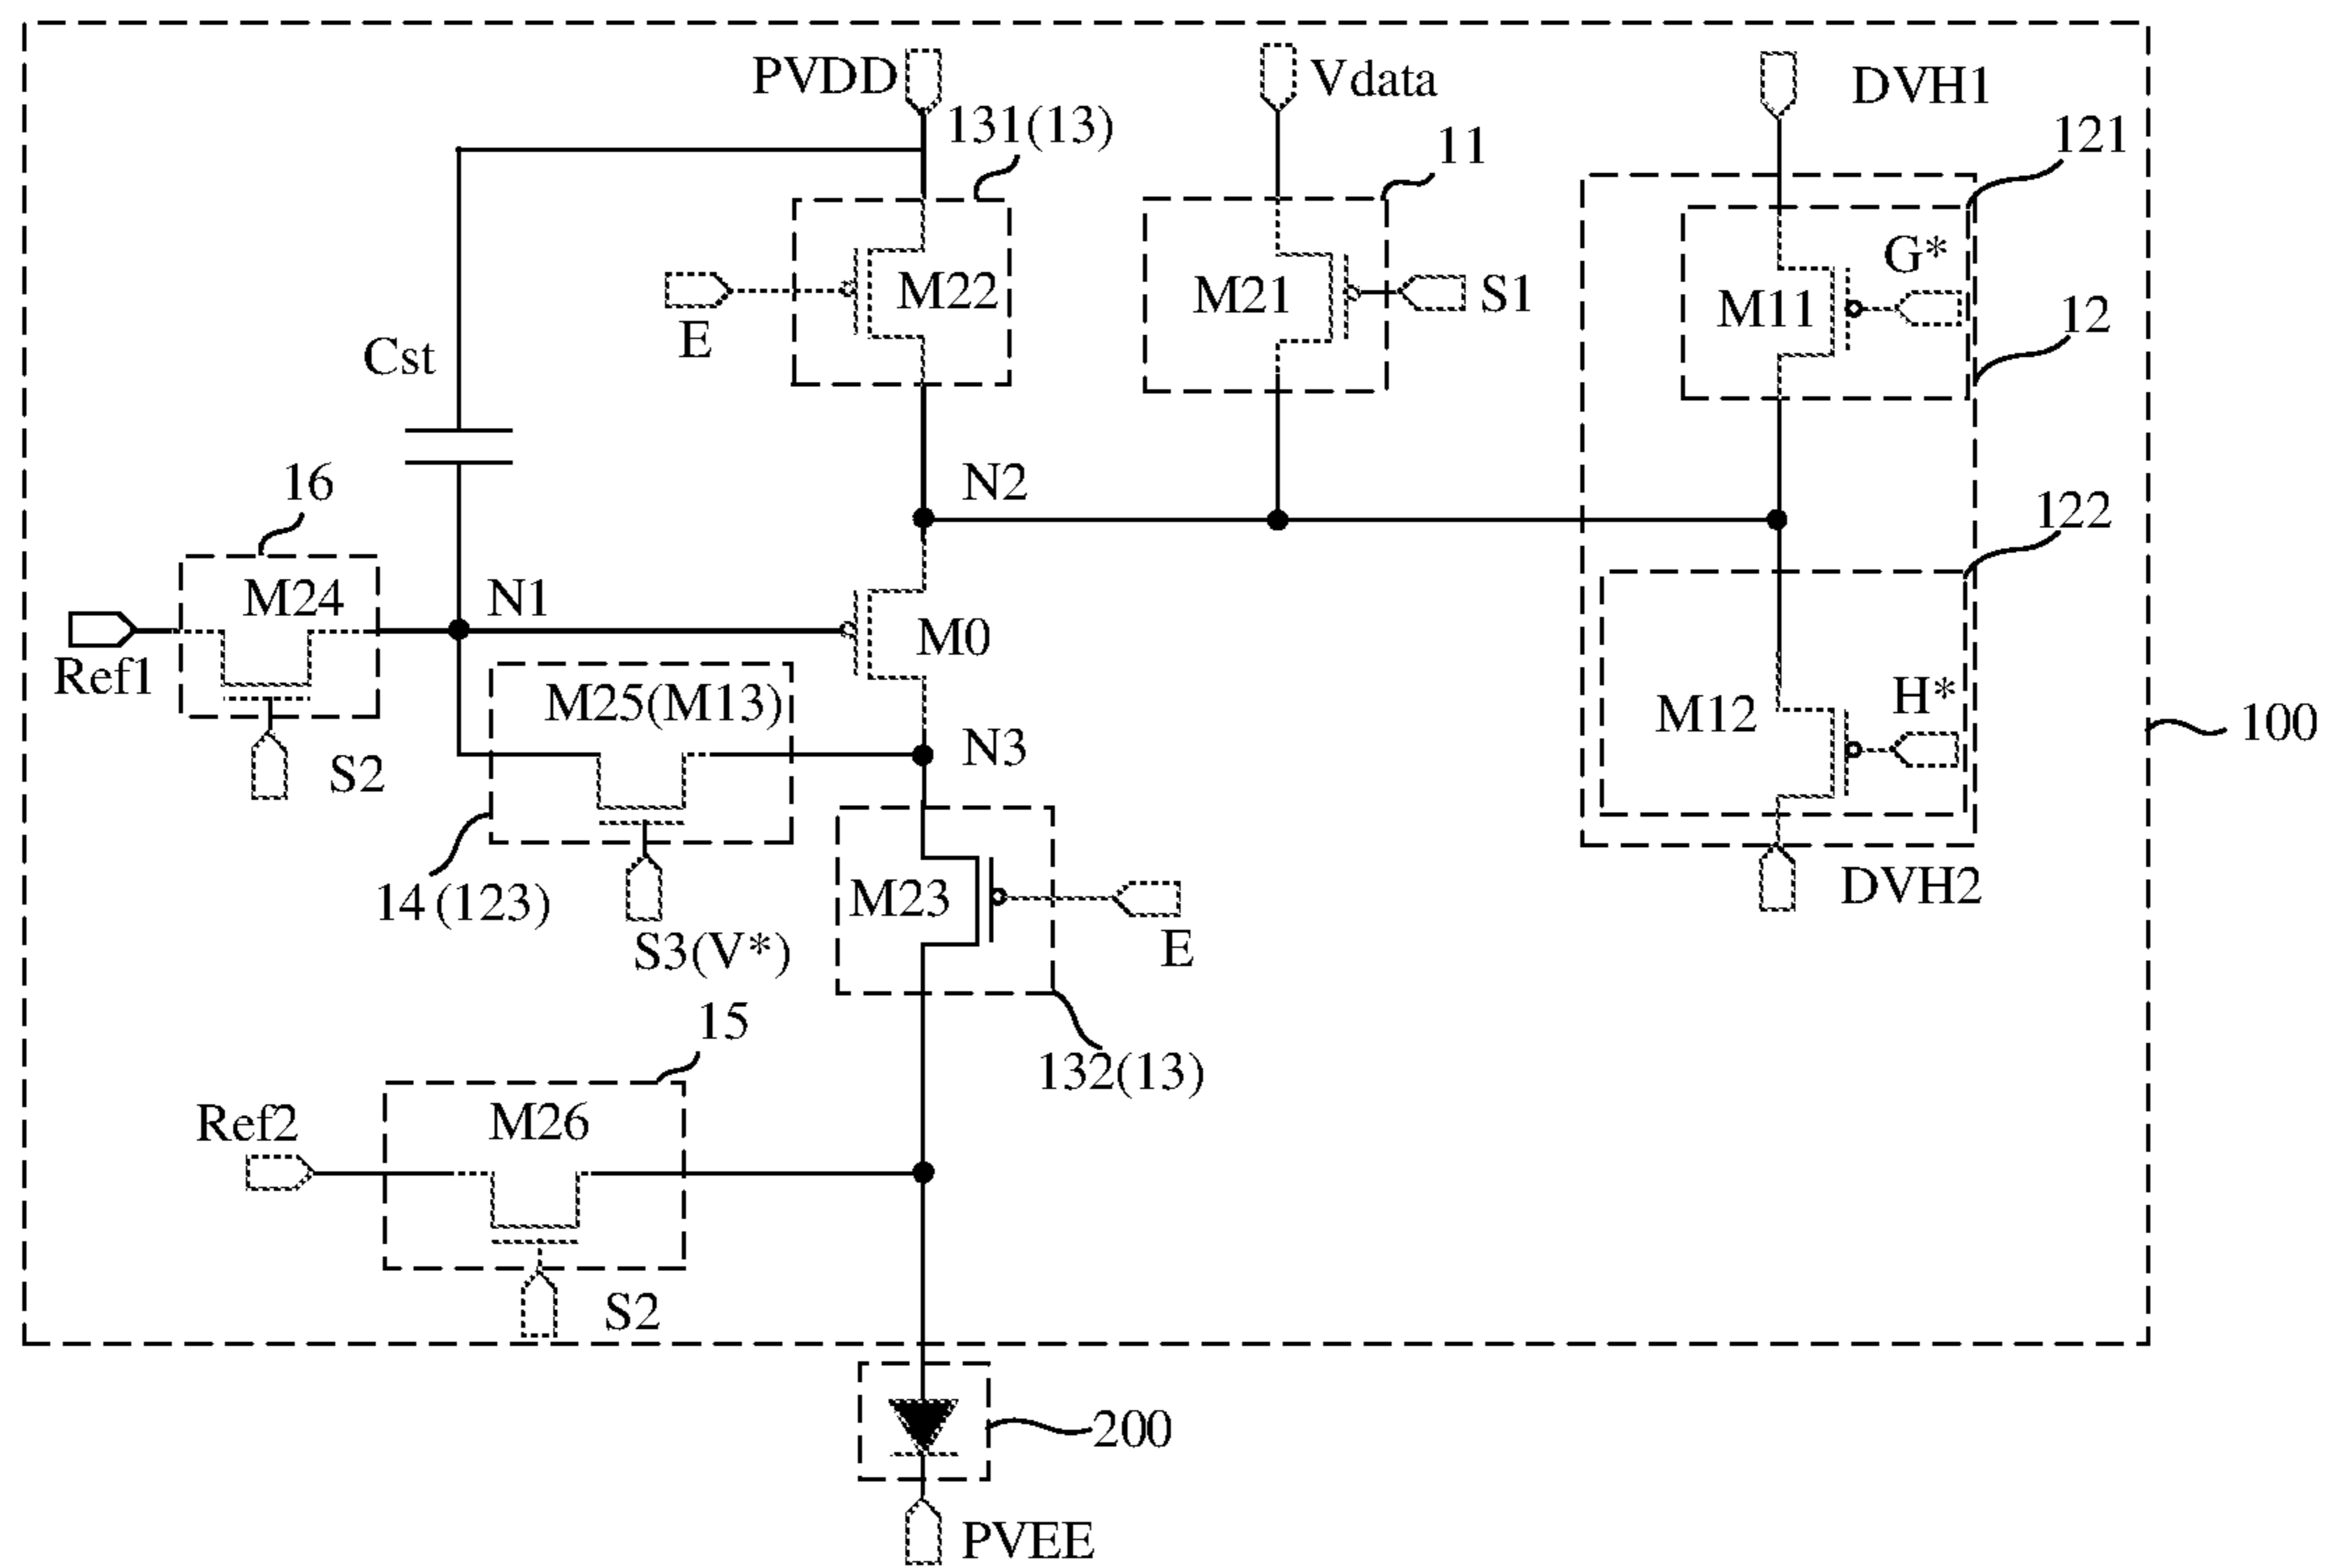 PVDD
Vdata
DVH1
131(13)
11
121
G*
M22
M21
S1
M11
12
E
Cst
16
N2
122
M24
N1
M0
Ref1
M25(M13)
H*
M12
100
S2
N3
14(123)
M23
DVH2
S3(V*)
E
15
132(13)
Ref2
M26
S2
200
PVEE